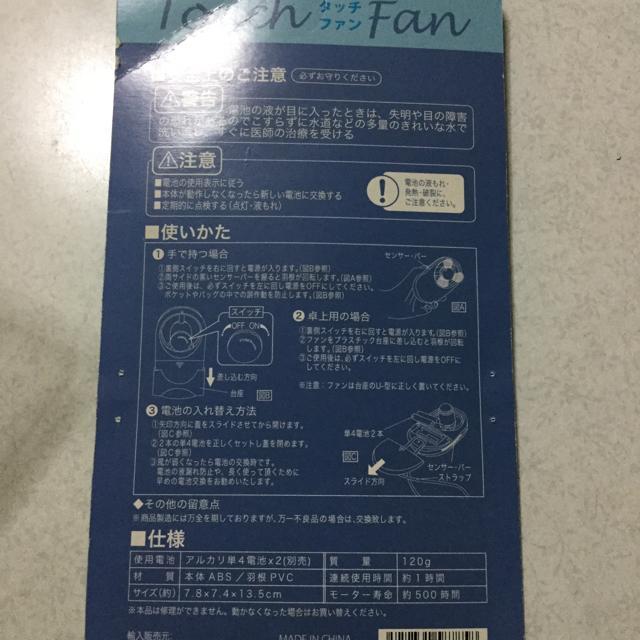 Touch タッチ Fan
ファン
のご注意 必ずお守りください
警告
電池の液が目に入ったときは、失明や目の障害
水道などの多量のきれいな水で
すぐに医師の治療を受ける
注意
■電池の使用表示に従う
■本体が動作しなくなったら新しい電池に交換する
■定期的に点検する(点灯・液もれ)
電池の液もれ・
発熱・破裂に、
ご注意ください。
■使いかた
❶手で持つ場合
①裏側スイッチを右に回すと電源が入ります。(図B参照)
②両サイドの黒いセンサーバーを握ると羽根が回転します。(図A参照)
③ご使用後は、必ずスイッチを左に回し電源をOFFにしてください。
ポケットやバッグの中での誤作動を防止します。(図B参照)
センサー・バー
図A
スイッチ
OFF ON
差し込む方向
台座 図B
❷卓上用の場合
①裏側スイッチを右に回すと電源が入ります。(図B参照)
②ファンをプラスチック台座に差し込むと羽根が回転
します。(図B参照)
③ご使用後は、必ずスイッチを左に回し電源をOFFに
してください。
※注意:ファンは台座のU-型に正しく置いてください。
❸電池の入れ替え方法
①矢印方向に蓋をスライドさせてから開けます。
(図C参照)
②2本の単4電池を正しくセットし蓋を閉めます。
(図C参照)
③風が弱くなったら電池の交換時です。
電池の液漏れ防止や、長く使って頂くために
早めの電池交換をお勧めいたします。
単4電池2本
図C
スライド方向
センサー・バー
ストラップ
◆その他の留意点
※商品製造には万全を期しておりますが、万一不良品の場合は、交換致します。
■仕様
使用電池 アルカリ単4電池x2(別売) 質量 120g
材質 本体ABS/羽根PVC 連続使用時間 約1時間
サイズ(約) 7.8×7.4×13.5cm モーター寿命 約500時間
※本品は修理ができません、動かなくなった場合はお買い替えください。
輸入販売元: MADE IN CHINA